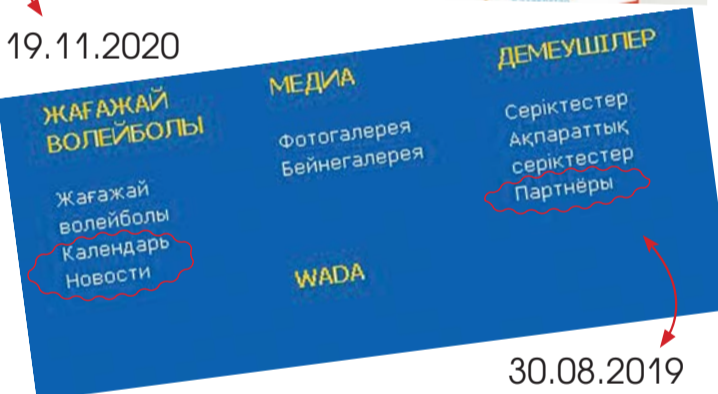 19.11.2020
ЖАҒАЖАЙ
ВОЛЕЙБОЛЫ
Жағажай
волейболы
Календарь
Новости
МЕДИА
Фотогалерея
Бейнегалерея
WADA
ДЕМЕУШІЛЕР
Серіктестер
Ақпараттық
серіктестер
Партнёры
30.08.2019